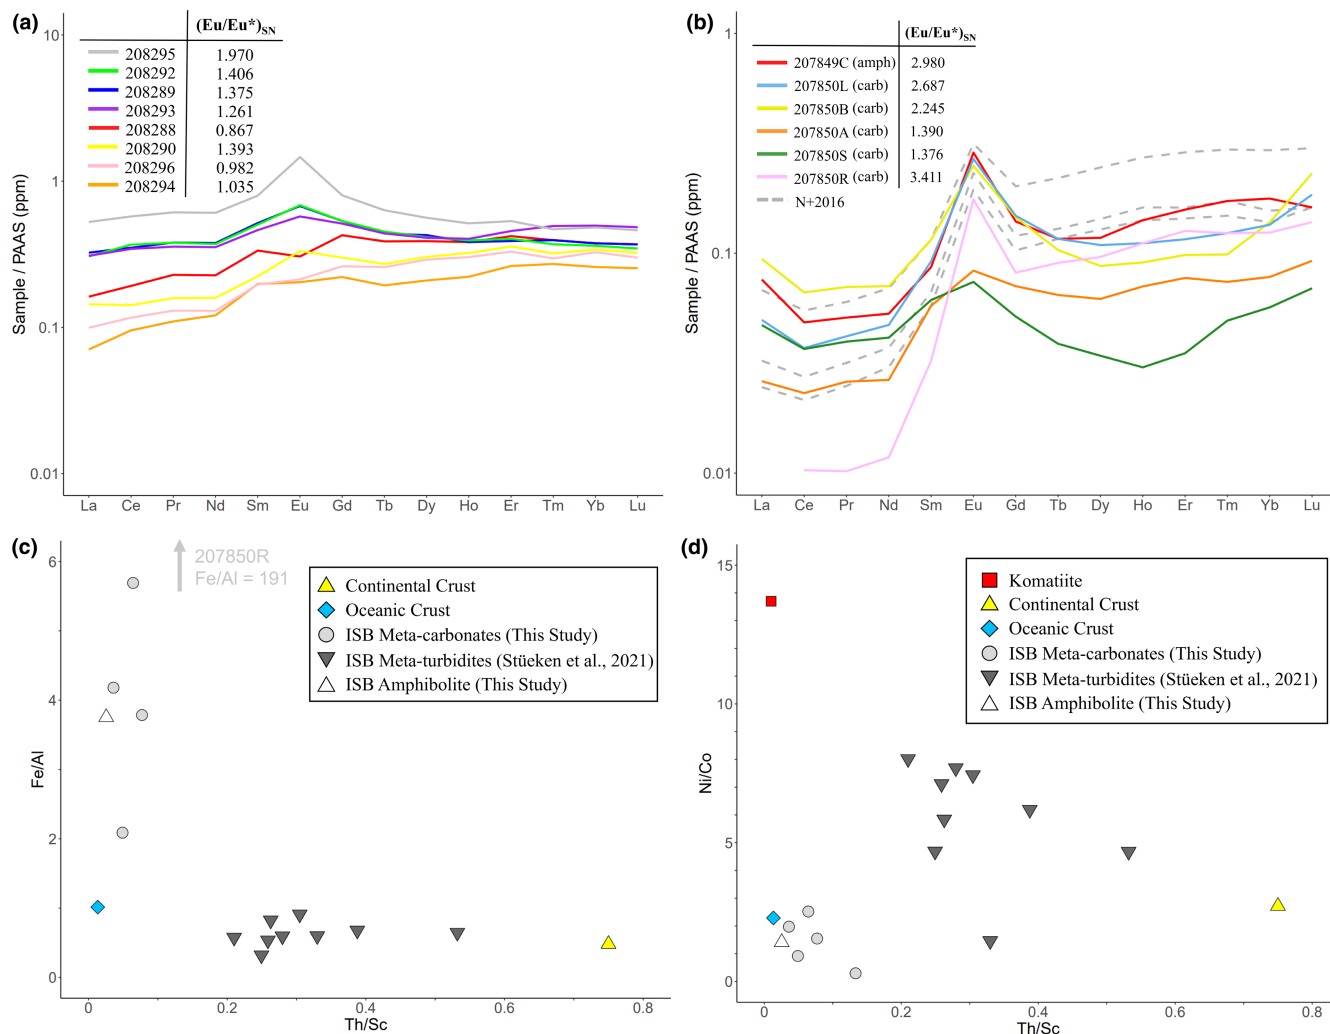 (a)
(Eu/Eu*)SN
208295 1.970
208292 1.406
208289 1.375
208293 1.261
208288 0.867
208290 1.393
208296 0.982
208294 1.035
10
1
0.1
0.01
Sample / PAAS (ppm)
La Ce Pr Nd Sm Eu Gd Tb Dy Ho Er Tm Yb Lu
(b)
(Eu/Eu*)SN
207849C (amph) 2.980
207850L (carb) 2.687
207850B (carb) 2.245
207850A (carb) 1.390
207850S (carb) 1.376
207850R (carb) 3.411
N+2016
1
0.1
0.01
Sample / PAAS (ppm)
La Ce Pr Nd Sm Eu Gd Tb Dy Ho Er Tm Yb Lu
(c)
207850R
Fe/Al = 191
Continental Crust
Oceanic Crust
ISB Meta-carbonates (This Study)
ISB Meta-turbidites (Stüeken et al., 2021)
ISB Amphibolite (This Study)
6
4
2
0
Fe/Al
0 0.2 0.4 0.6 0.8
Th/Sc
(d)
Komatiite
Continental Crust
Oceanic Crust
ISB Meta-carbonates (This Study)
ISB Meta-turbidites (Stüeken et al., 2021)
ISB Amphibolite (This Study)
15
10
5
0
Ni/Co
0 0.2 0.4 0.6 0.8
Th/Sc